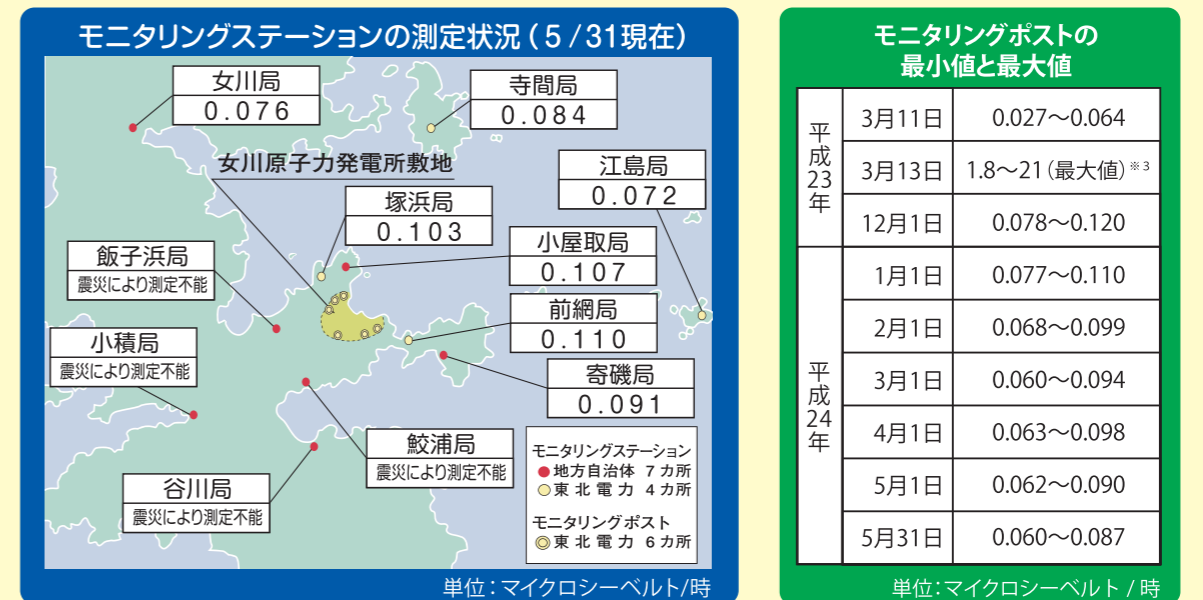 モニタリングステーションの測定状況（5/31現在）
女川局
0.076
寺間局
0.084
女川原子力発電所敷地
江島局
0.072
塚浜局
0.103
小屋取局
0.107
飯子浜局
震災により測定不能
前網局
0.110
小積局
震災により測定不能
寄磯局
0.091
鮫浦局
震災により測定不能
谷川局
震災により測定不能
モニタリングステーション
●地方自治体 7カ所
○東北電力 4カ所
モニタリングポスト
◎東北電力 6カ所
単位：マイクロシーベルト/時
モニタリングポストの
最小値と最大値
平成23年
3月11日 0.027～0.064
3月13日 1.8～21（最大値）※3
12月1日 0.078～0.120
平成24年
1月1日 0.077～0.110
2月1日 0.068～0.099
3月1日 0.060～0.094
4月1日 0.063～0.098
5月1日 0.062～0.090
5月31日 0.060～0.087
単位：マイクロシーベルト / 時